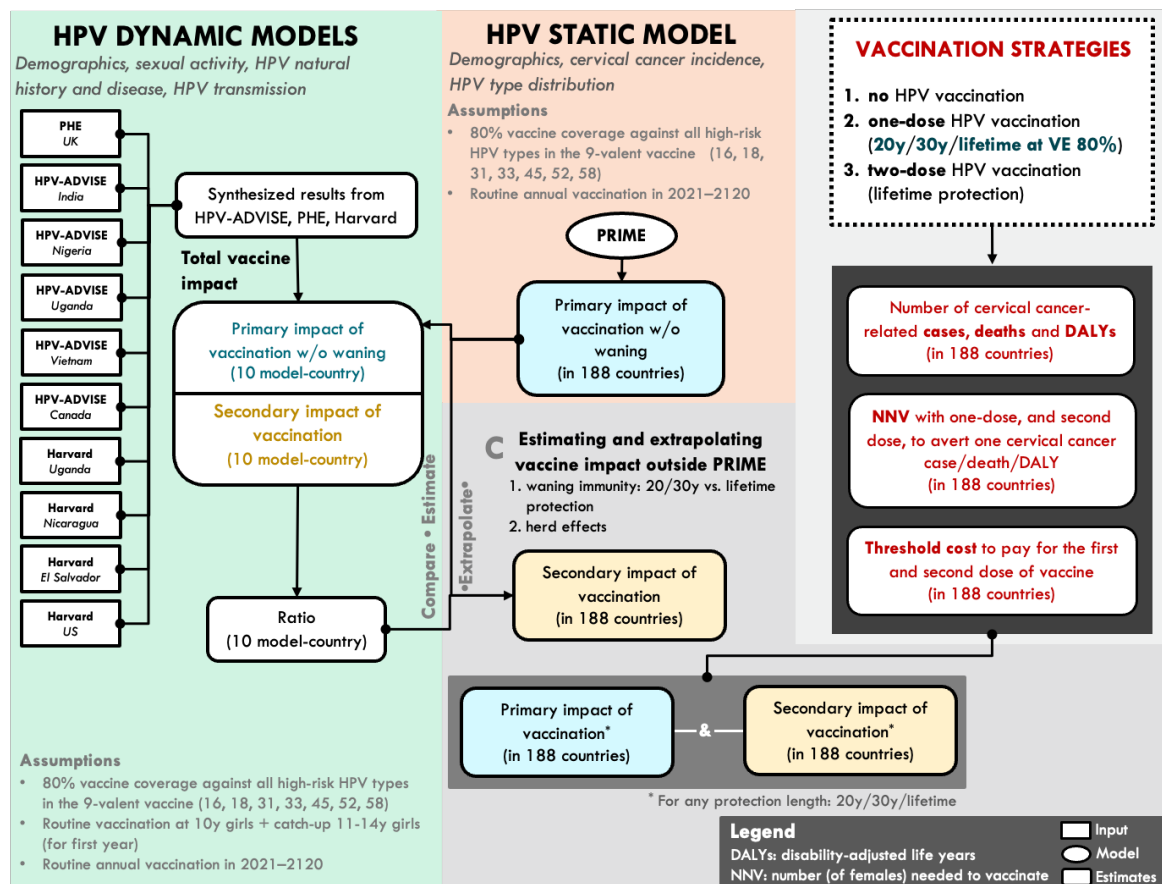 HPV DYNAMIC MODELS
Demographics, sexual activity, HPV natural
history and disease, HPV transmission
PHE
UK
HPV-ADVISE
India
HPV-ADVISE
Nigeria
HPV-ADVISE
Uganda
HPV-ADVISE
Vietnam
HPV-ADVISE
Canada
Harvard
Uganda
Harvard
Nicaragua
Harvard
El Salvador
Harvard
US
Synthesized results from
HPV-ADVISE, PHE, Harvard
Total vaccine
impact
Primary impact of
vaccination w/o waning
(10 model-country)
Secondary impact of
vaccination
(10 model-country)
Ratio
(10 model-country)
Assumptions
• 80% vaccine coverage against all high-risk HPV types
in the 9-valent vaccine (16, 18, 31, 33, 45, 52, 58)
• Routine vaccination at 10y girls + catch-up 11-14y girls
(for first year)
• Routine annual vaccination in 2021–2120
Compare • Estimate
•Extrapolate•
HPV STATIC MODEL
Demographics, cervical cancer incidence,
HPV type distribution
Assumptions
• 80% vaccine coverage against all high-risk
HPV types in the 9-valent vaccine (16, 18,
31, 33, 45, 52, 58)
• Routine annual vaccination in 2021–2120
PRIME
Primary impact of
vaccination w/o
waning
(in 188 countries)
C Estimating and extrapolating
vaccine impact outside PRIME
1. waning immunity: 20/30y vs. lifetime
protection
2. herd effects
Secondary impact of
vaccination
(in 188 countries)
VACCINATION STRATEGIES
1. no HPV vaccination
2. one-dose HPV vaccination
(20y/30y/lifetime at VE 80%)
3. two-dose HPV vaccination
(lifetime protection)
Number of cervical cancer-
related cases, deaths and DALYs
(in 188 countries)
NNV with one-dose, and second
dose, to avert one cervical cancer
case/death/DALY
(in 188 countries)
Threshold cost to pay for the first
and second dose of vaccine
(in 188 countries)
Primary impact of
vaccination*
(in 188 countries)
&
Secondary impact of
vaccination*
(in 188 countries)
* For any protection length: 20y/30y/lifetime
Legend
DALYs: disability-adjusted life years
NNV: number (of females) needed to vaccinate
Input
Model
Estimates